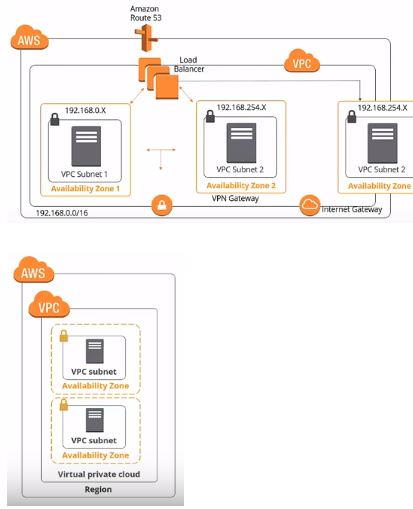 Amazon
Route 53
AWS
Load
Balancer
VPC
192.168.0.X
192.168.254.X
192.168.254.X
VPC Subnet 1
VPC Subnet 2
VPC Subnet 2
Availability Zone 1
Availability Zone 2
Availability Zone
VPN Gateway
Internet Gateway
192.168.0.0/16
AWS
VPC
VPC subnet
Availability Zone
VPC subnet
Availability Zone
Virtual private cloud
Region